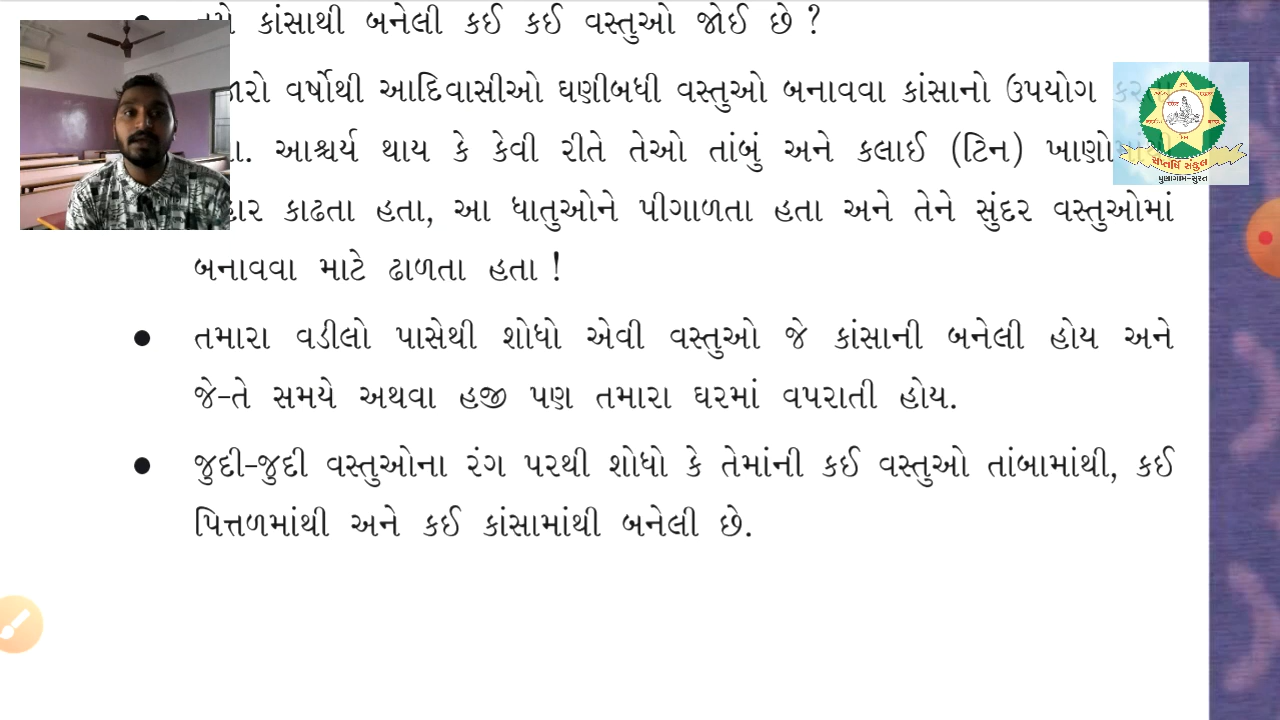 કાંસાથી બનેલી કઈ કઈ વસ્તુઓ જોઈ છે ?
વર્ષોથી આદિવાસીઓ ઘણીબધી વસ્તુઓ બનાવવા કાંસાનો ઉપયોગ
આશ્ચર્ય થાય કે કેવી રીતે તેઓ તાંબું અને કલાઈ (ટિન)
કાઢતા હતા, આ ધાતુઓને પીગાળતા હતા અને તેને સુંદર વસ્તુઓમાં
બનાવવા માટે ઢાળતા હતા !
● તમારા વડીલો પાસેથી શોધો એવી વસ્તુઓ જે કાંસાની બનેલી હોય અને
જે-તે સમયે અથવા હજી પણ તમારા ઘરમાં વપરાતી હોય.
● જુદી-જુદી વસ્તુઓના રંગ પરથી શોધો કે તેમાંની કઈ વસ્તુઓ તાંબામાંથી, કઈ
પિત્તળમાંથી અને કઈ કાંસામાંથી બનેલી છે.
સંકુલ
પુણાગામ-સુરત